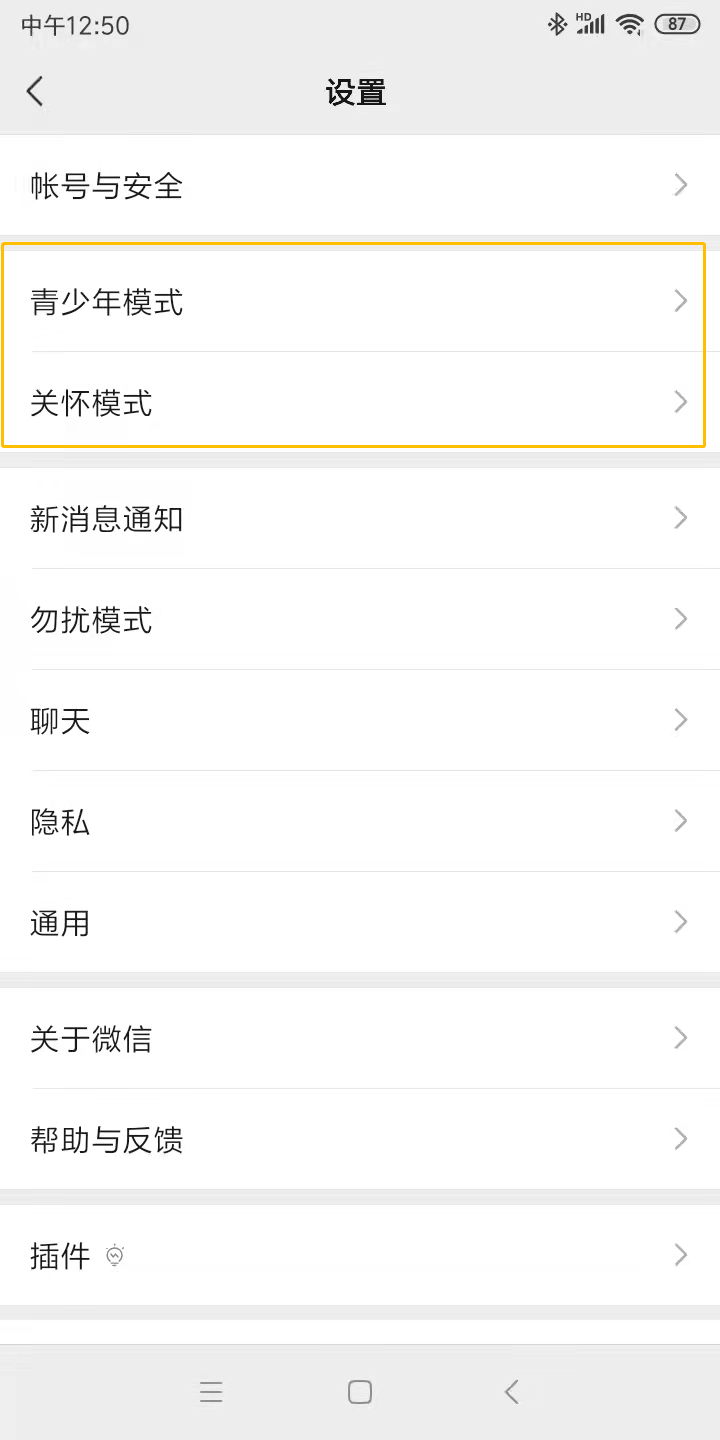 中午12:50
HD
87
设置
帐号与安全
青少年模式
关怀模式
新消息通知
勿扰模式
聊天
隐私
通用
关于微信
帮助与反馈
插件